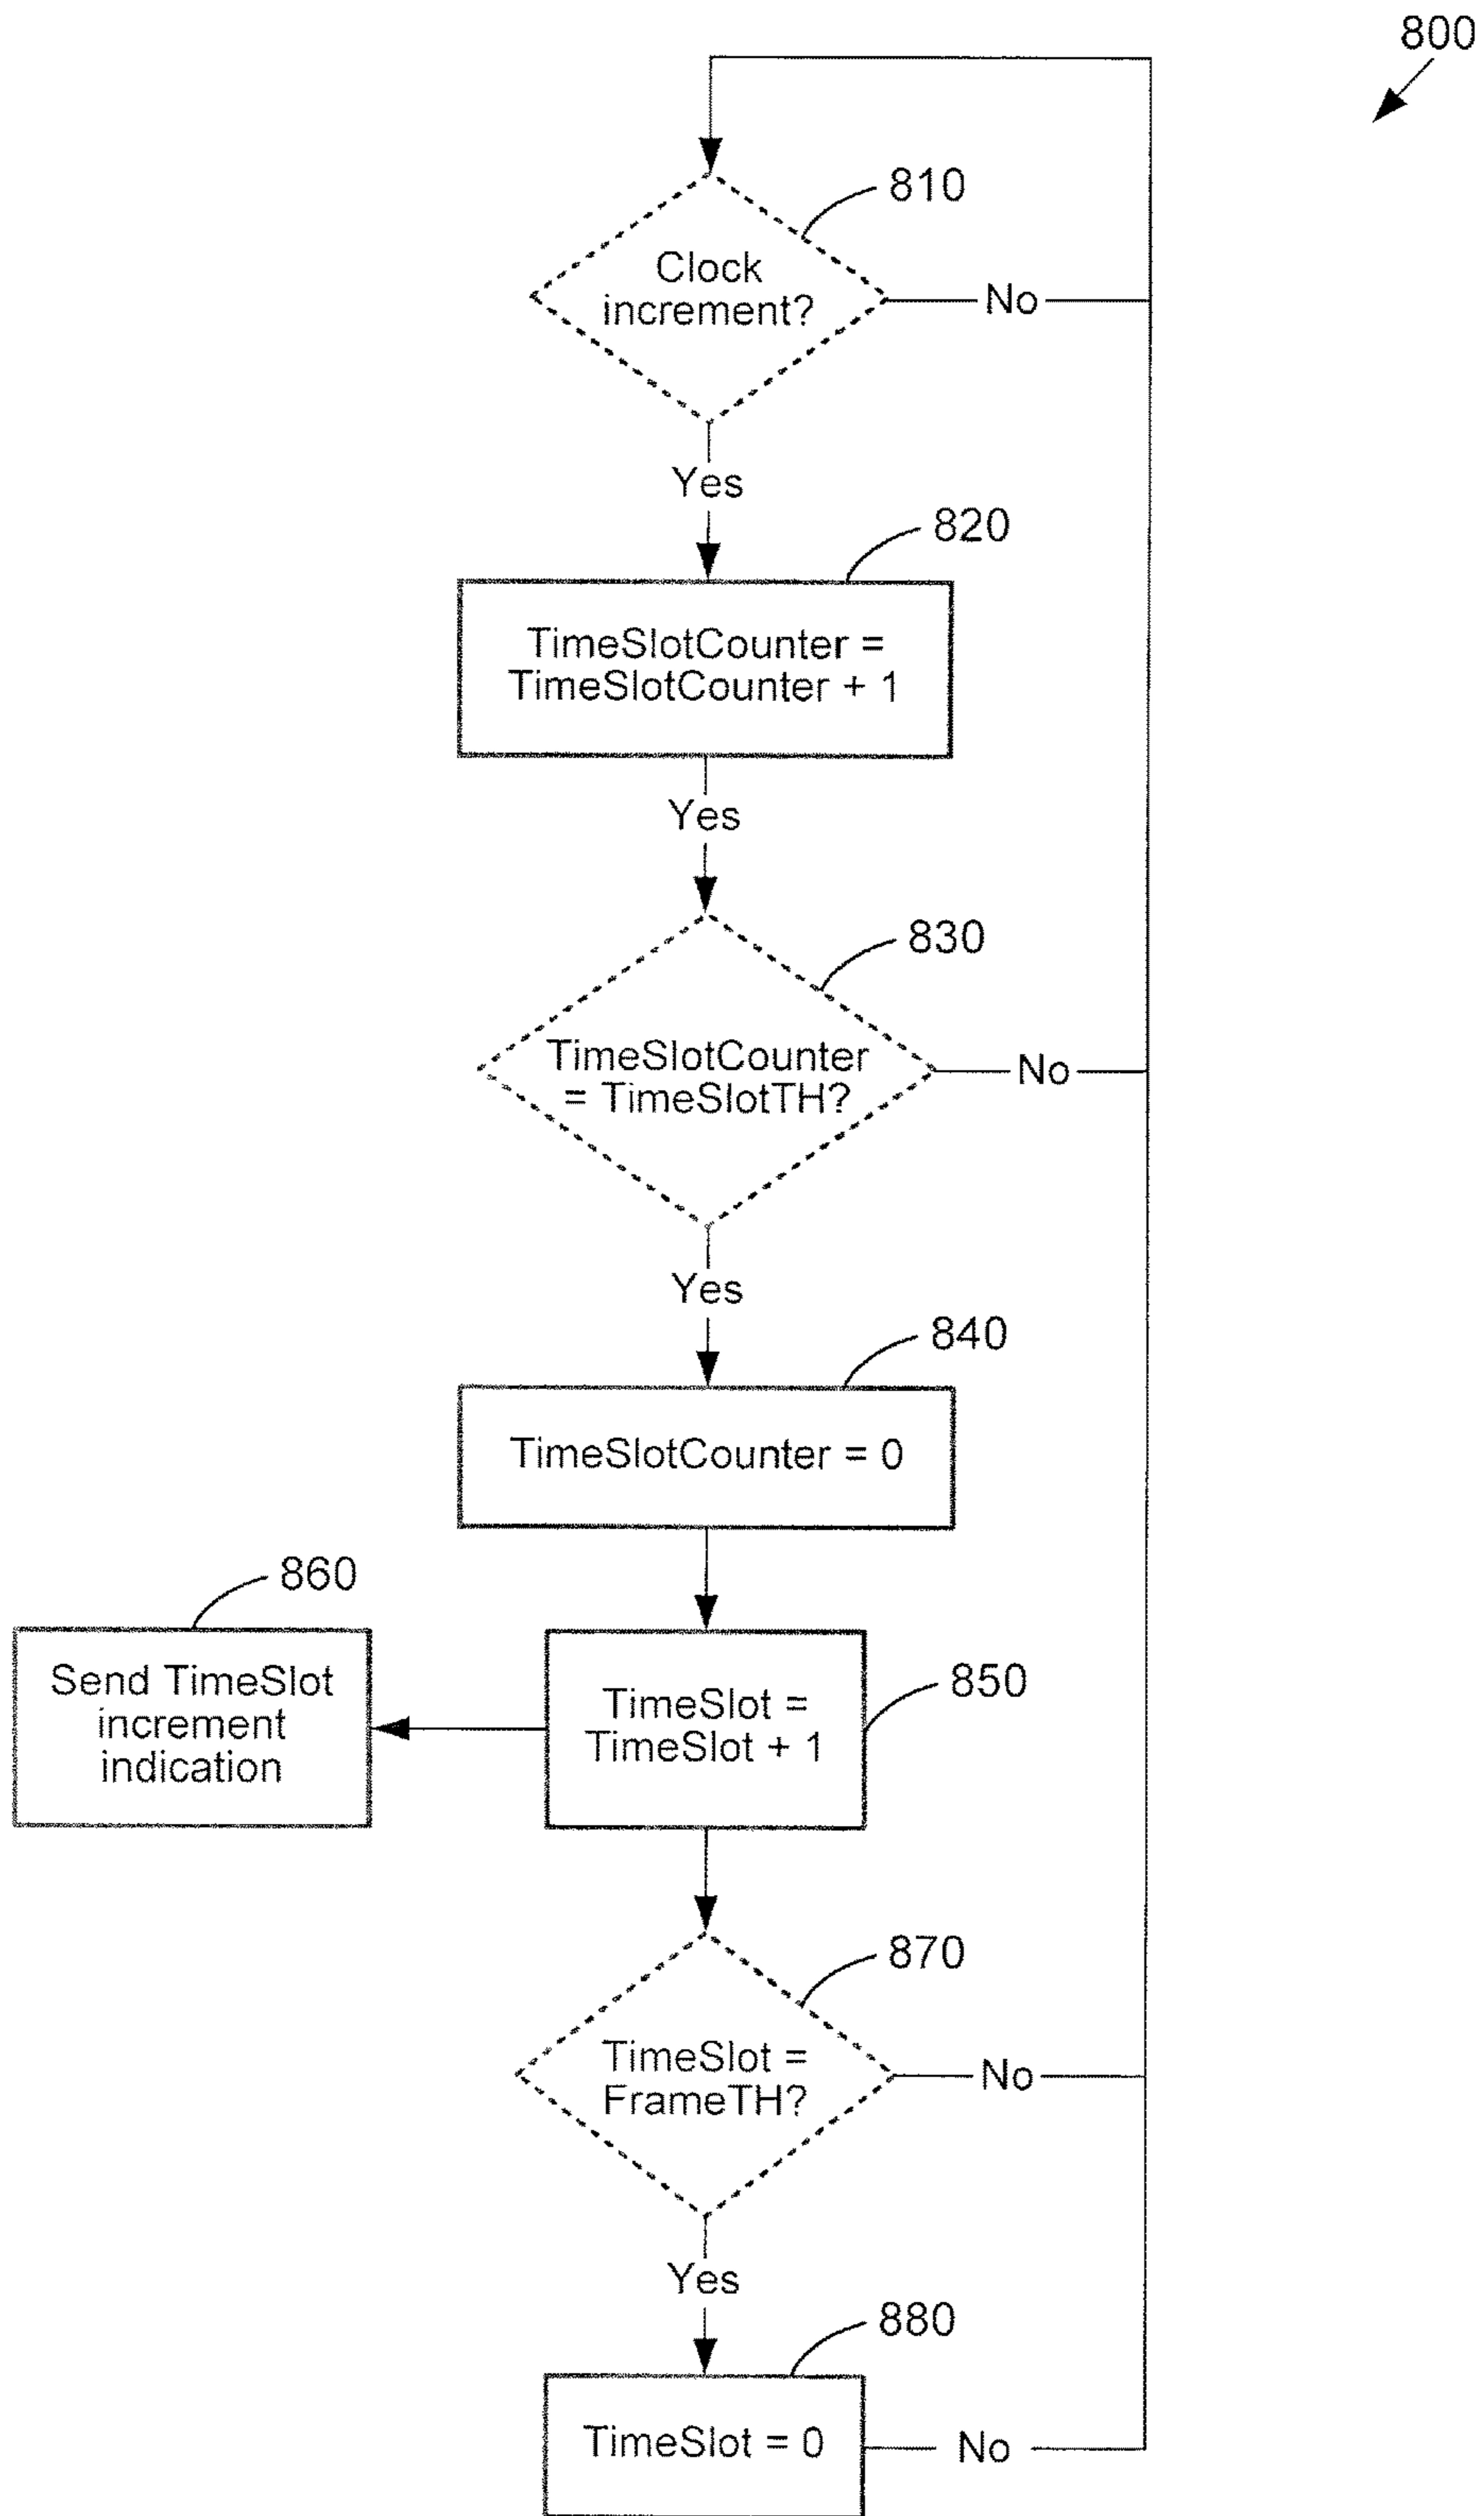 800
810
Clock
increment?
No
Yes
820
TimeSlotCounter =
TimeSlotCounter + 1
Yes
830
TimeSlotCounter
= TimeSlotTH?
No
Yes
840
TimeSlotCounter = 0
860
Send TimeSlot
increment
indication
850
TimeSlot =
TimeSlot + 1
870
TimeSlot =
FrameTH?
No
Yes
880
TimeSlot = 0
No